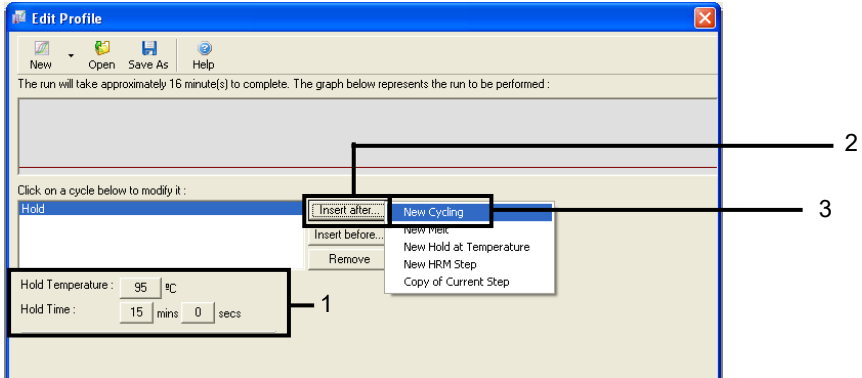 Edit Profile
New Open Save As Help
The run will take approximately 16 minute(s) to complete. The graph below represents the run to be performed :
2
Click on a cycle below to modify it :
Hold
Insert after...
New Cycling
3
Insert before...
New Melt
New Hold at Temperature
Remove
New HRM Step
Copy of Current Step
Hold Temperature : 95 ºC
1
Hold Time : 15 mins 0 secs